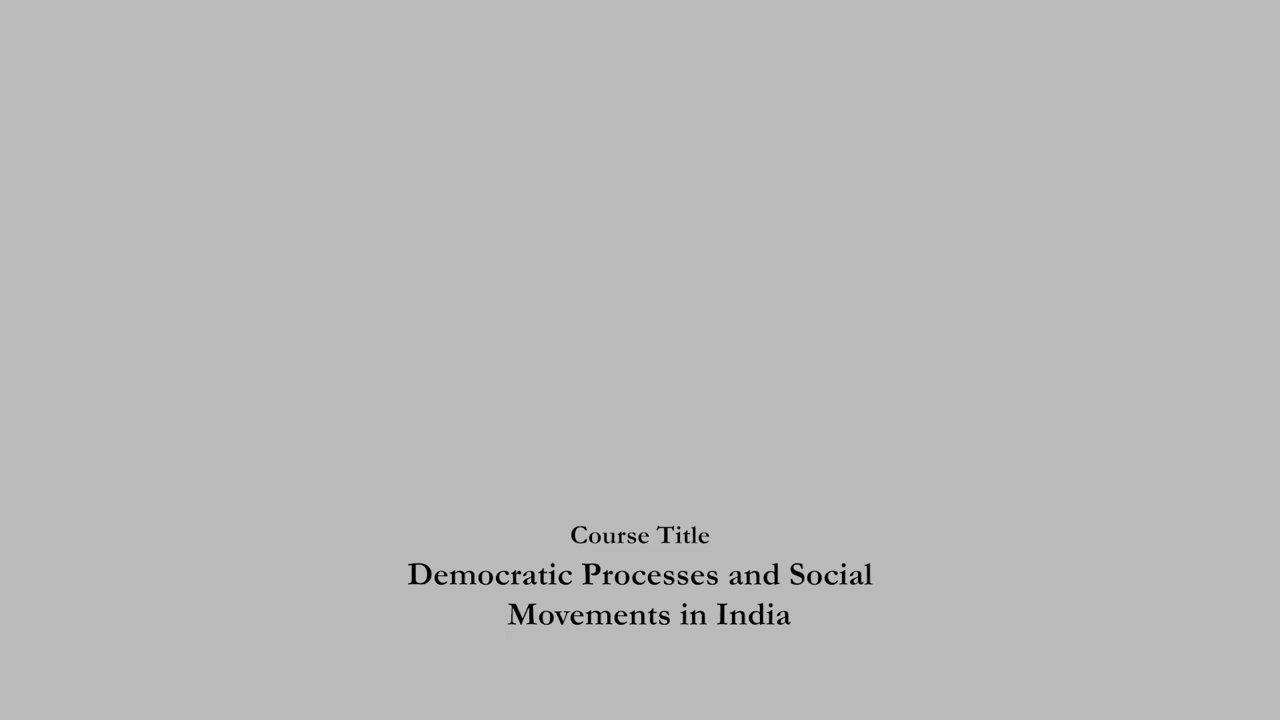 Course Title
Democratic Processes and Social
Movements in India